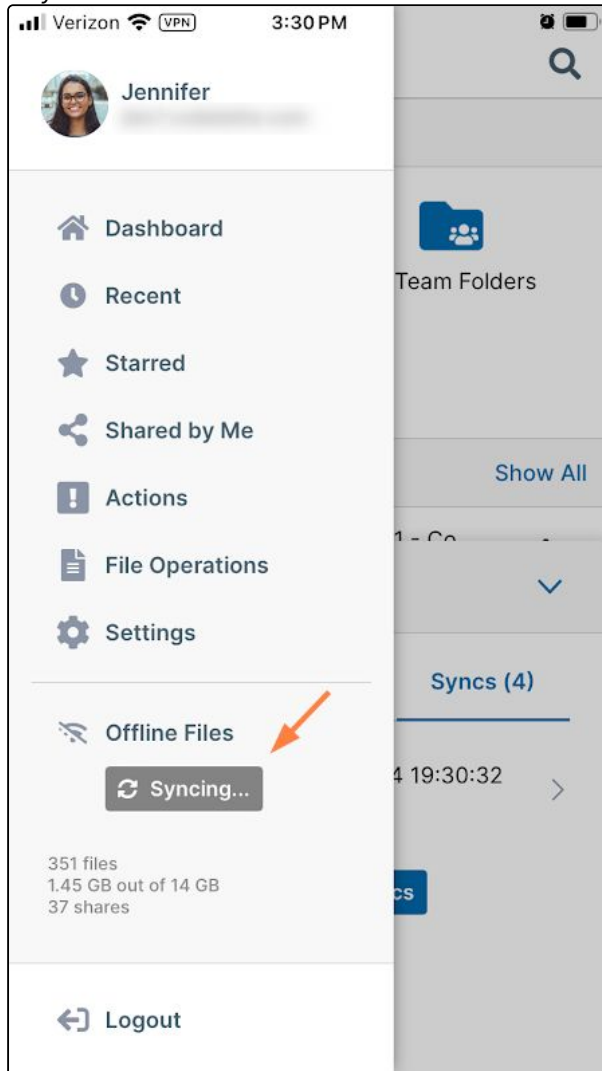 Verizon VPN 3:30 PM
Jennifer
Dashboard
Recent
Starred
Shared by Me
Actions
File Operations
Settings
Offline Files
Syncing...
351 files
1.45 GB out of 14 GB
37 shares
Logout
Team Folders
Show All
1 - Co
Syncs (4)
4 19:30:32
cs